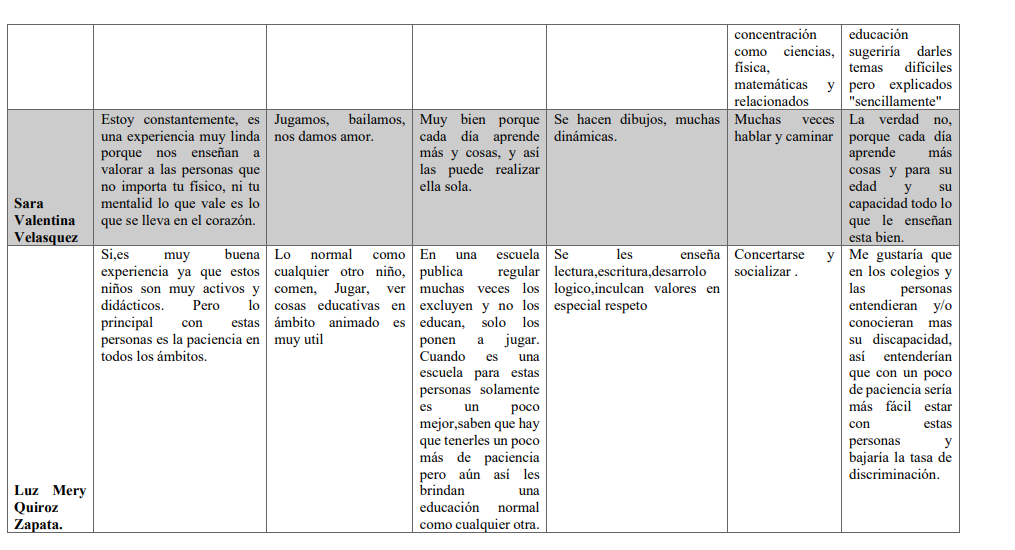 concentración
como ciencias,
física,
matemáticas y
relacionados
educación
sugeriría darles
temas difíciles
pero explicados
"sencillamente"
Sara
Valentina
Velasquez
Estoy constantemente, es
una experiencia muy linda
porque nos enseñan a
valorar a las personas que
no importa tu físico, ni tu
mentalid lo que vale es lo
que se lleva en el corazón.
Jugamos, bailamos,
nos damos amor.
Muy bien porque
cada día aprende
más y cosas, y así
las puede realizar
ella sola.
Se hacen dibujos, muchas
dinámicas.
Muchas veces
hablar y caminar
La verdad no,
porque cada día
aprende más
cosas y para su
edad y su
capacidad todo lo
que le enseñan
esta bien.
Luz Mery
Quiroz
Zapata.
Si,es muy buena
experiencia ya que estos
niños son muy activos y
didácticos. Pero lo
principal con estas
personas es la paciencia en
todos los ámbitos.
Lo normal como
cualquier otro niño,
comen, Jugar, ver
cosas educativas en
ámbito animado es
muy util
En una escuela
publica regular
muchas veces los
excluyen y no los
educan, solo los
ponen a jugar.
Cuando es una
escuela para estas
personas solamente
es un poco
mejor,saben que hay
que tenerles un poco
más de paciencia
pero aún así les
brindan una
educación normal
como cualquier otra.
Se les enseña
lectura,escritura,desarrolo
logico,inculcan valores en
especial respeto
Concertarse y
socializar .
Me gustaría que
en los colegios y
las personas
entendieran y/o
conocieran mas
su discapacidad,
así entenderían
que con un poco
de paciencia sería
más fácil estar
con estas
personas y
bajaría la tasa de
discriminación.